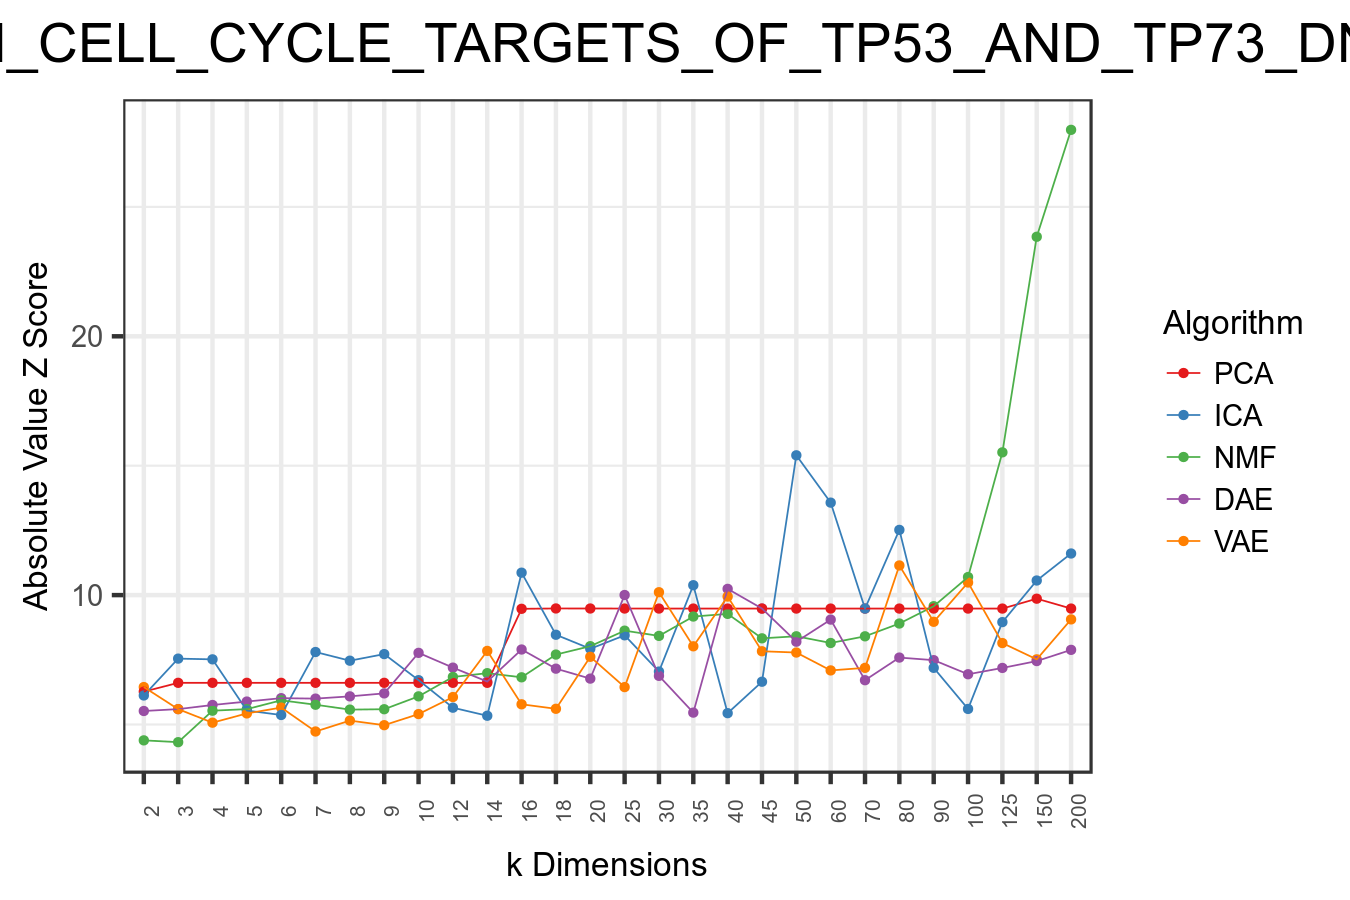 _CELL_CYCLE_TARGETS_OF_TP53_AND_TP73_DN
Absolute Value Z Score
20
10
2 3 4 5 6 7 8 9 10 12 14 16 18 20 25 30 35 40 45 50 60 70 80 90 100 125 150 200
k Dimensions
Algorithm
PCA
ICA
NMF
DAE
VAE